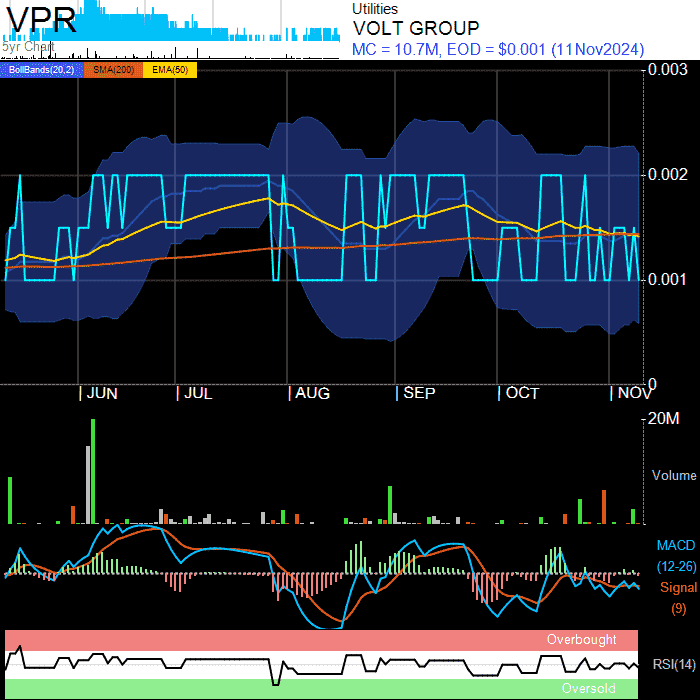 VPR
5yr Chart
Utilities
VOLT GROUP
MC = 10.7M, EOD = $0.001 (11Nov2024)
BollBands(20,2) SMA(200) EMA(50)
0.003
0.002
0.001
0
JUN JUL AUG SEP OCT NOV
20M
Volume
MACD
(12-26)
Signal
(9)
Overbought
RSI(14)
Oversold